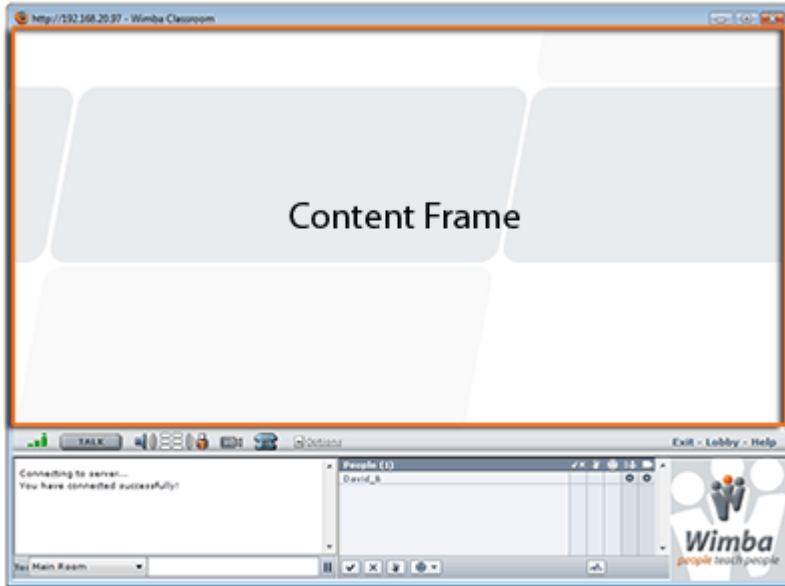 http://192.168.20.97 - Wimba Classroom
Content Frame
TALK
Options
Exit - Lobby - Help
Connecting to server...
You have connected successfully!
People (1)
David_B
To: Main Room
Wimba
people teach people